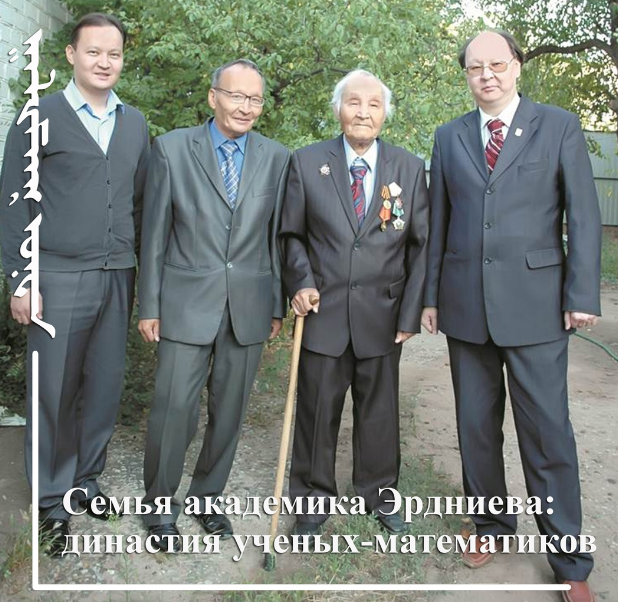 Семья академика Эрдниева:
династия ученых-математиков